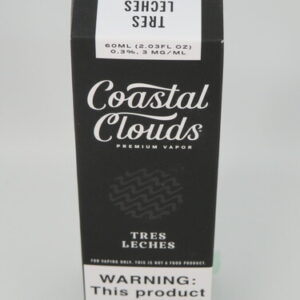 TRES
LECHES
60ML (2.03FL OZ)
0.3%, 3 MG/ML
Coastal
Clouds
PREMIUM VAPOR
TRES
LECHES
FOR VAPING ONLY. THIS IS NOT A FOOD PRODUCT.
WARNING:
This product